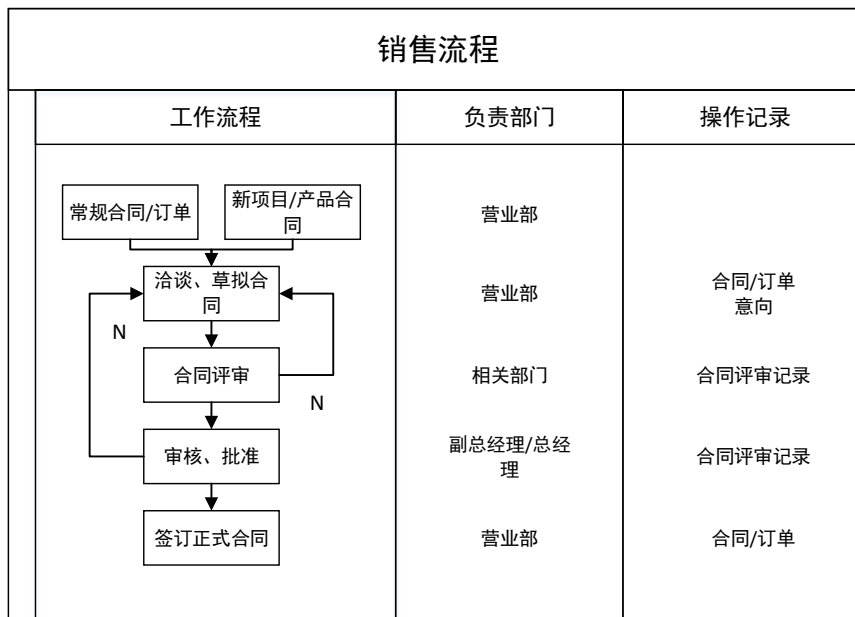 销售流程
工作流程
负责部门
操作记录
常规合同/订单
新项目/产品合
同
营业部
洽谈、草拟合
同
营业部
合同/订单
意向
N
合同评审
相关部门
合同评审记录
N
审核、批准
副总经理/总经
理
合同评审记录
签订正式合同
营业部
合同/订单